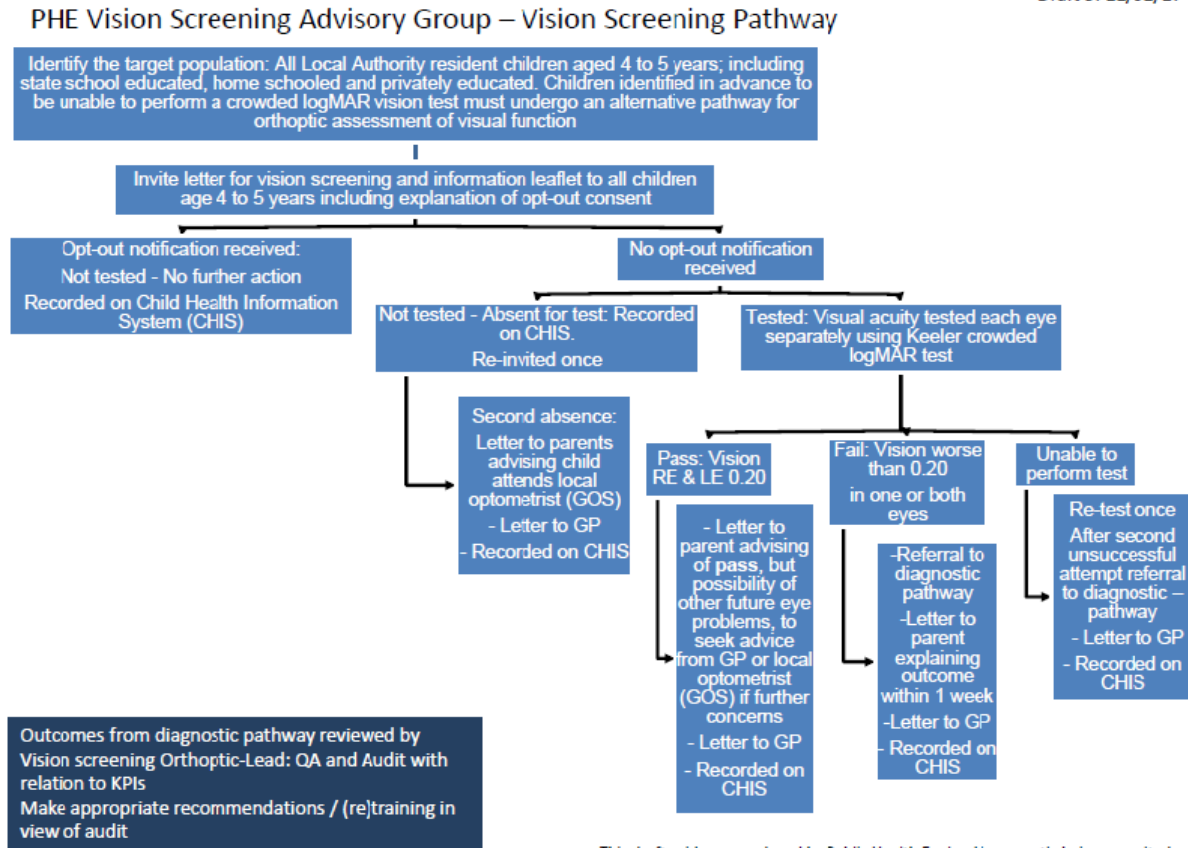 PHE Vision Screening Advisory Group – Vision Screening Pathway
Identify the target population: All Local Authority resident children aged 4 to 5 years; including
state school educated, home schooled and privately educated. Children identified in advance to
be unable to perform a crowded logMAR vision test must undergo an alternative pathway for
orthoptic assessment of visual function
Invite letter for vision screening and information leaflet to all children
age 4 to 5 years including explanation of opt-out consent
Opt-out notification received:
Not tested - No further action
Recorded on Child Health Information
System (CHIS)
No opt-out notification
received
Not tested - Absent for test: Recorded
on CHIS.
Re-invited once
Tested: Visual acuity tested each eye
separately using Keeler crowded
logMAR test
Second absence:
Letter to parents
advising child
attends local
optometrist (GOS)
- Letter to GP
- Recorded on CHIS
Pass: Vision
RE & LE 0.20
- Letter to
parent advising
of pass, but
possibility of
other future eye
problems, to
seek advice
from GP or local
optometrist
(GOS) if further
concerns
- Letter to GP
- Recorded on
CHIS
Fail: Vision worse
than 0.20
in one or both
eyes
-Referral to
diagnostic
pathway
-Letter to
parent
explaining
outcome
within 1 week
-Letter to GP
- Recorded on
CHIS
Unable to
perform test
Re-test once
After second
unsuccessful
attempt referral
to diagnostic –
pathway
- Letter to GP
- Recorded on
CHIS
Outcomes from diagnostic pathway reviewed by
Vision screening Orthoptic-Lead: QA and Audit with
relation to KPIs
Make appropriate recommendations / (re)training in
view of audit